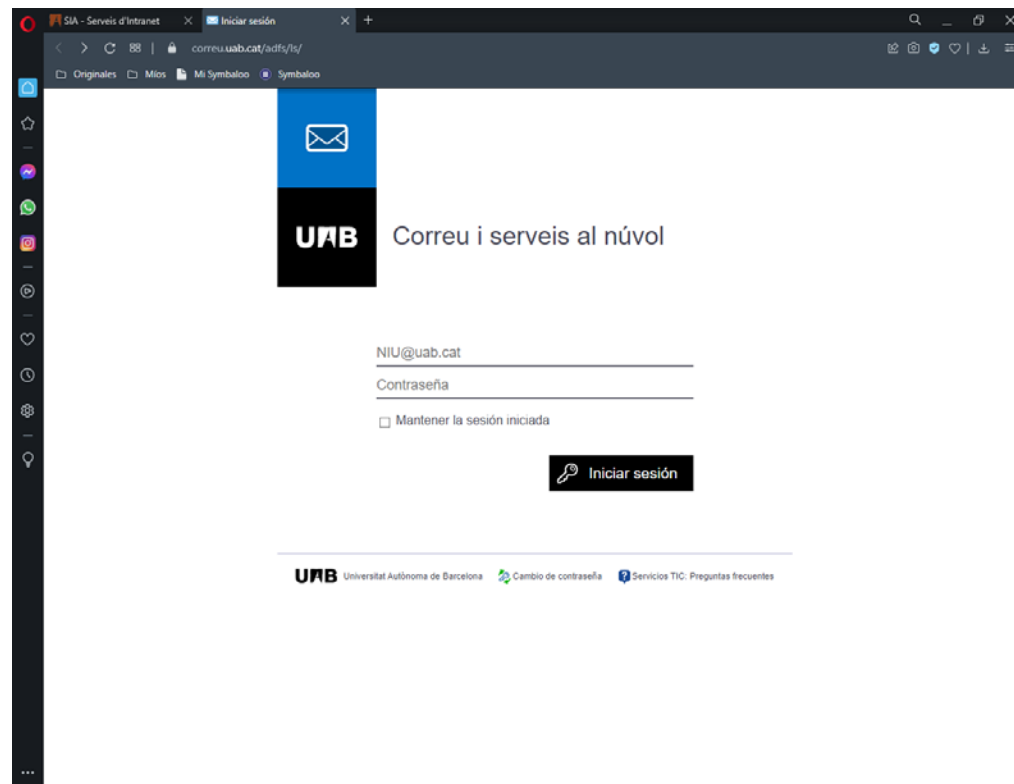 SIA - Serveis d'Intranet
Iniciar sesión
correu.uab.cat/adfs/ls/
Originales Míos Mi Symbaloo Symbaloo
UAB
Correu i serveis al núvol
NIU@uab.cat
Contraseña
Mantener la sesión iniciada
Iniciar sesión
UAB Universitat Autònoma de Barcelona Cambio de contraseña Servicios TIC: Preguntas frecuentes